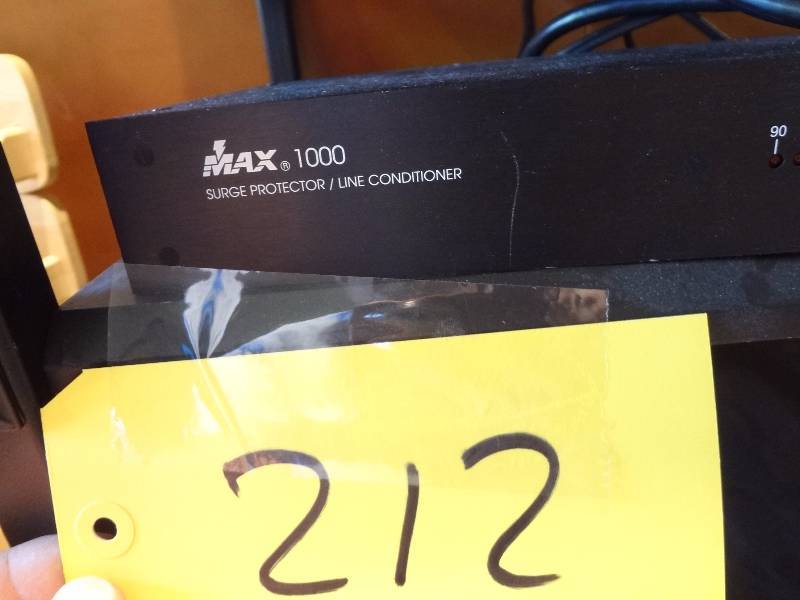 MAX® 1000
SURGE PROTECTOR / LINE CONDITIONER
90
212